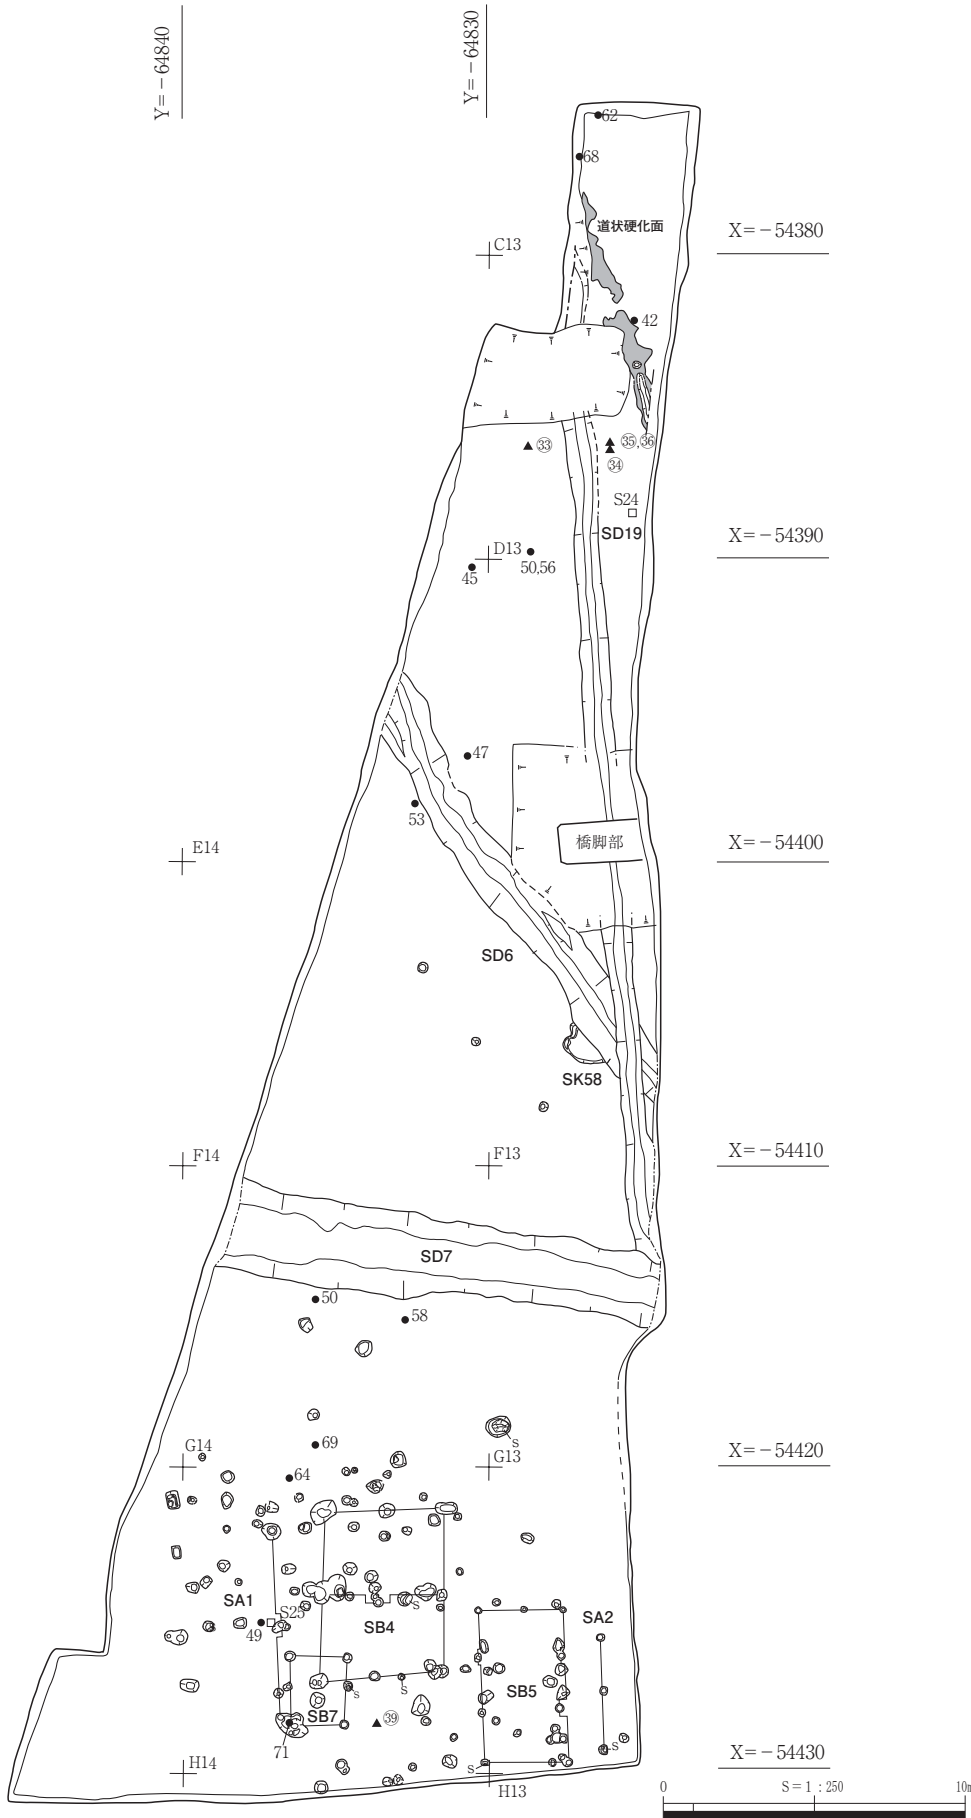 Y=-64840
Y=-64830
62
68
道状硬化面
X=-54380
C13
42
㉝
㉟,㊱
㉞
S24
SD19
X=-54390
D13
45
50,56
47
53
橋脚部
X=-54400
E14
SD6
SK58
X=-54410
F14
F13
SD7
50
58
S
69
G14
G13
X=-54420
64
SA1
S25
49
SB4
S
SA2
S
S
SB5
SB7
㊴
71
S
S
X=-54430
H14
H13
0
S=1:250
10m